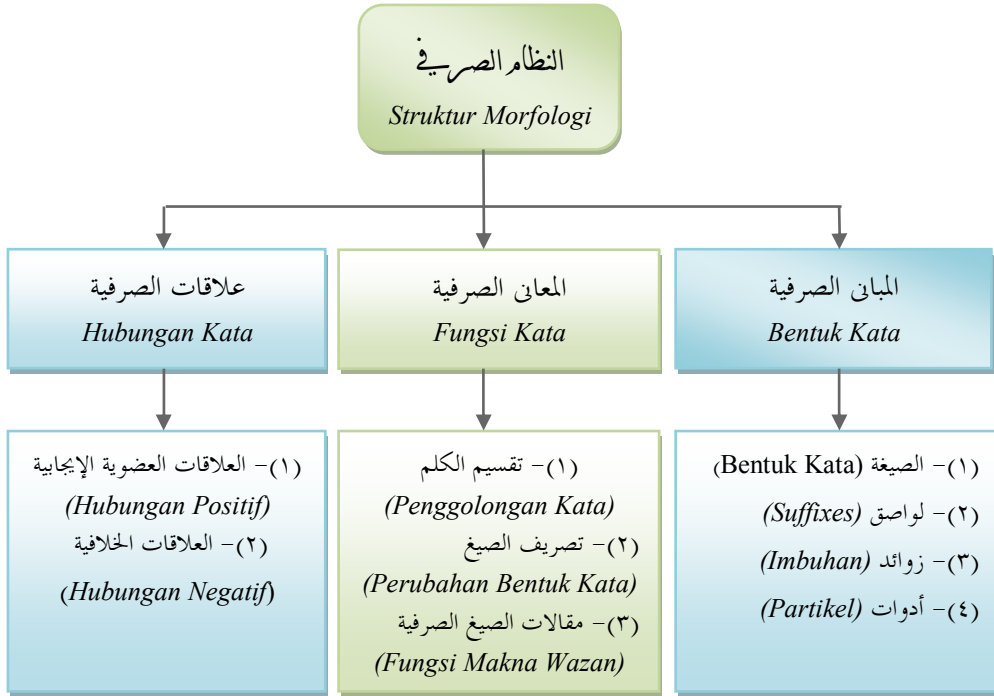 النظام الصرفي
Struktur Morfologi
المبانى الصرفية
Bentuk Kata
المعانى الصرفية
Fungsi Kata
علاقات الصرفية
Hubungan Kata
(١)- الصيغة (Bentuk Kata)
(٢)- لواصق (Suffixes)
(٣)- زوائد (Imbuhan)
(٤)- أدوات (Partikel)
(١)- تقسيم الكلم
(Penggolongan Kata)
(٢)- تصريف الصيغ
(Perubahan Bentuk Kata)
(٣)- مقالات الصيغ الصرفية
(Fungsi Makna Wazan)
(١)- العلاقات العضوية الإيجابية
(Hubungan Positif)
(٢)- العلاقات الخلافية
(Hubungan Negatif)